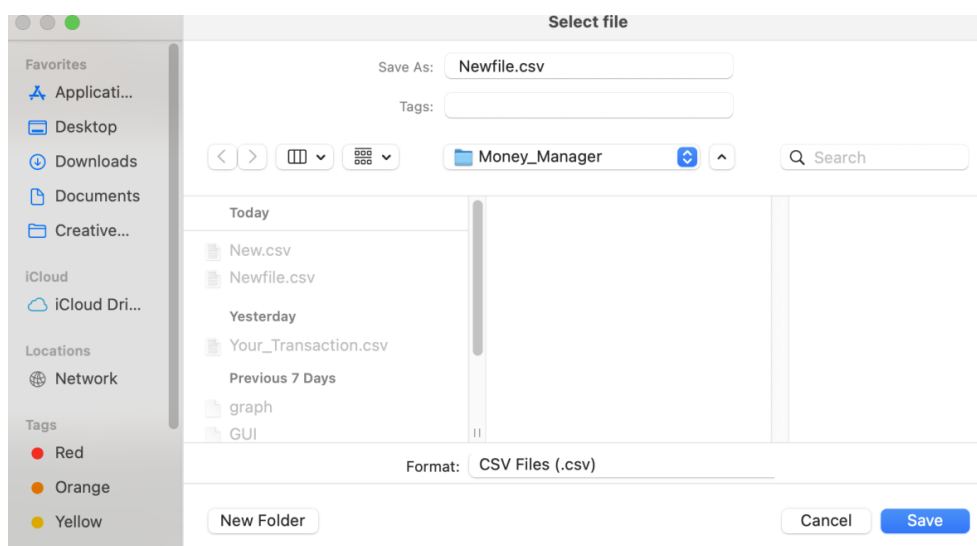 Select file
Save As: Newfile.csv
Tags:
Money_Manager
Search
Favorites
Applicati...
Desktop
Downloads
Documents
Creative...
iCloud
iCloud Dri...
Locations
Network
Tags
Red
Orange
Yellow
Today
New.csv
Newfile.csv
Yesterday
Your_Transaction.csv
Previous 7 Days
graph
GUI
Format: CSV Files (.csv)
New Folder
Cancel
Save